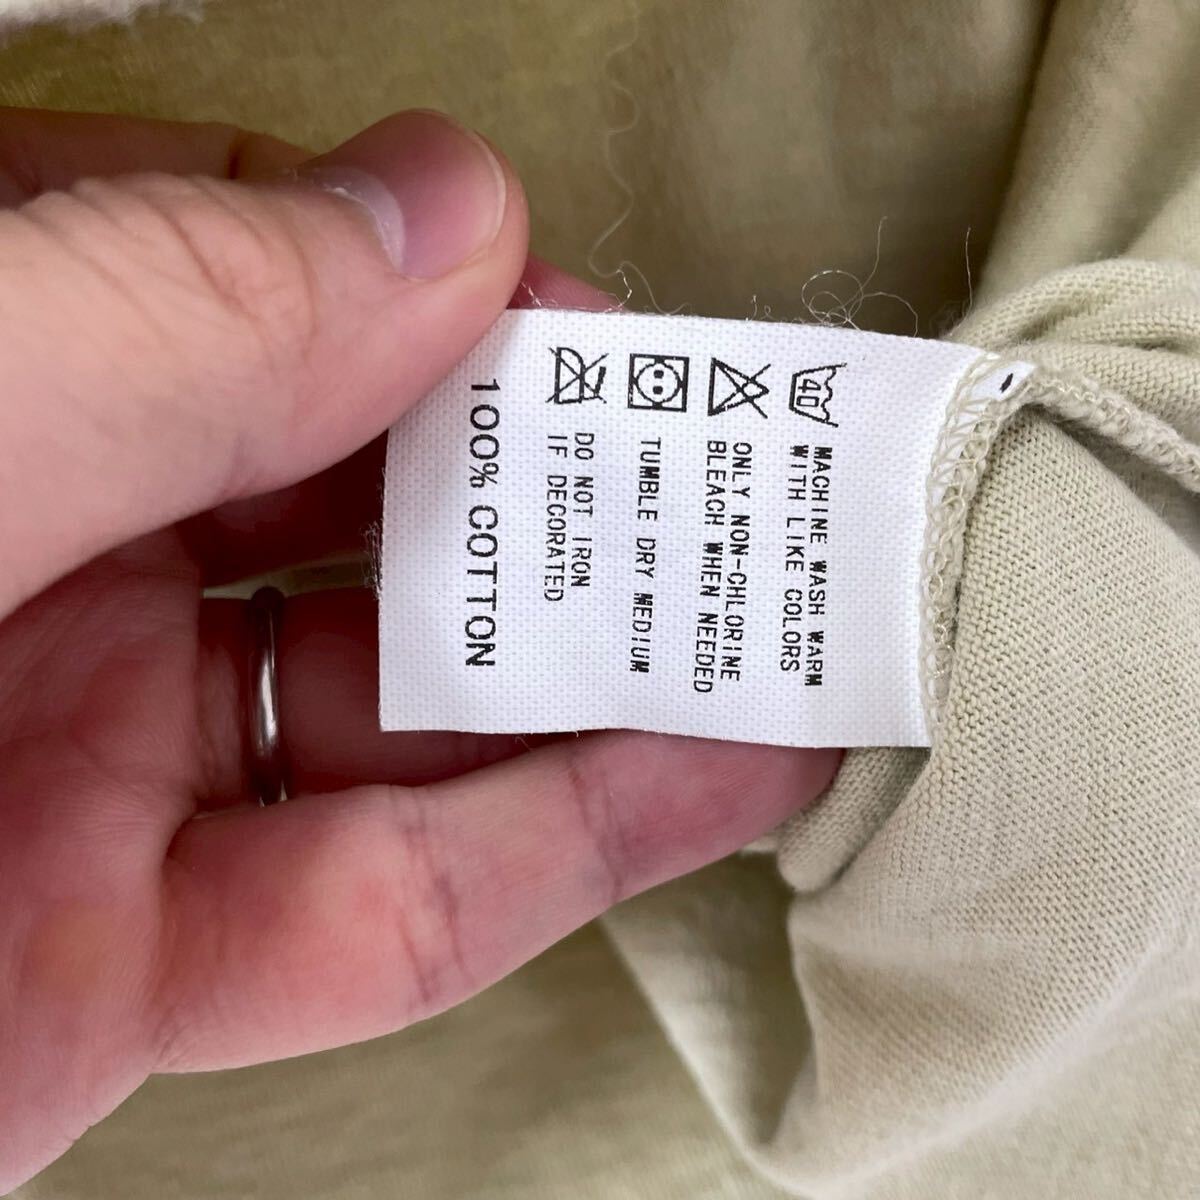 40
MACHINE WASH WARM
WITH LIKE COLORS
ONLY NON-CHLORINE
BLEACH WHEN NEEDED
TUMBLE DRY MEDIUM
DO NOT IRON
IF DECORATED
100% COTTON